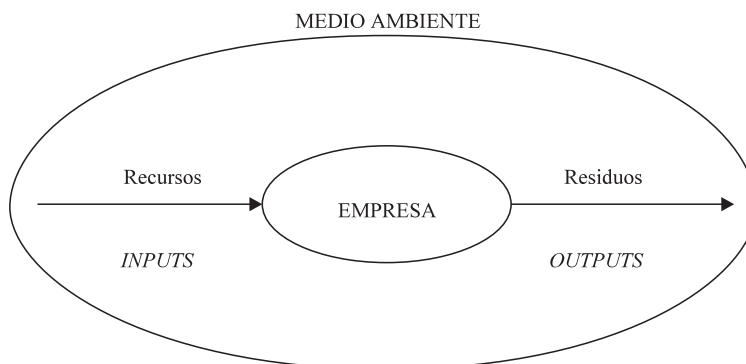 MEDIO AMBIENTE
Recursos
Residuos
EMPRESA
INPUTS
OUTPUTS